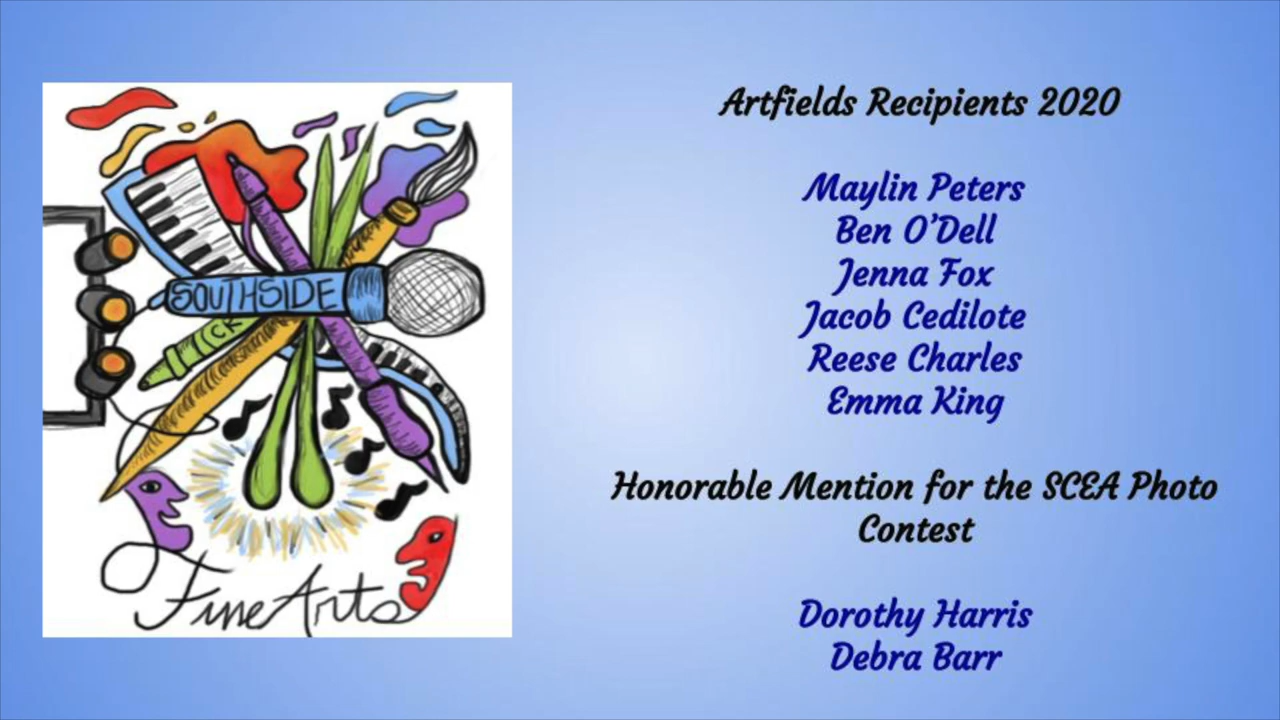 SOUTHSIDE
CK
Fine Arts
Artfields Recipients 2020
Maylin Peters
Ben O'Dell
Jenna Fox
Jacob Cedilote
Reese Charles
Emma King
Honorable Mention for the SCEA Photo
Contest
Dorothy Harris
Debra Barr